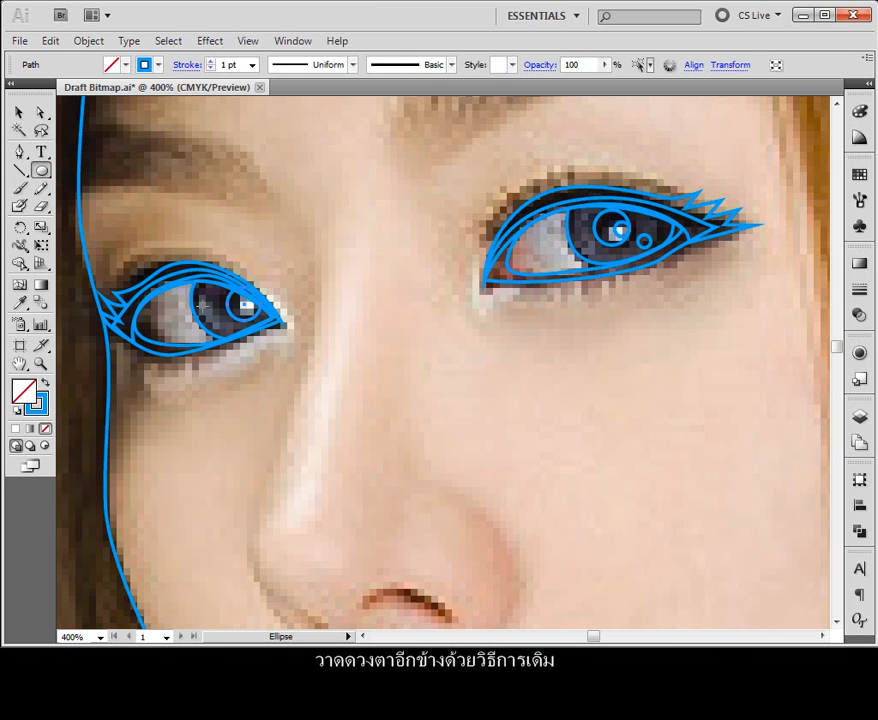 Ai Br ESSENTIALS CS Live
File Edit Object Type Select Effect View Window Help
Path Stroke: 1 pt Uniform Basic Style: Opacity: 100 % Align Transform
Draft Bitmap.ai* @ 400% (CMYK/Preview)
400% 1 Ellipse
วาดดวงตาอีกข้างด้วยวิธีการเดิม